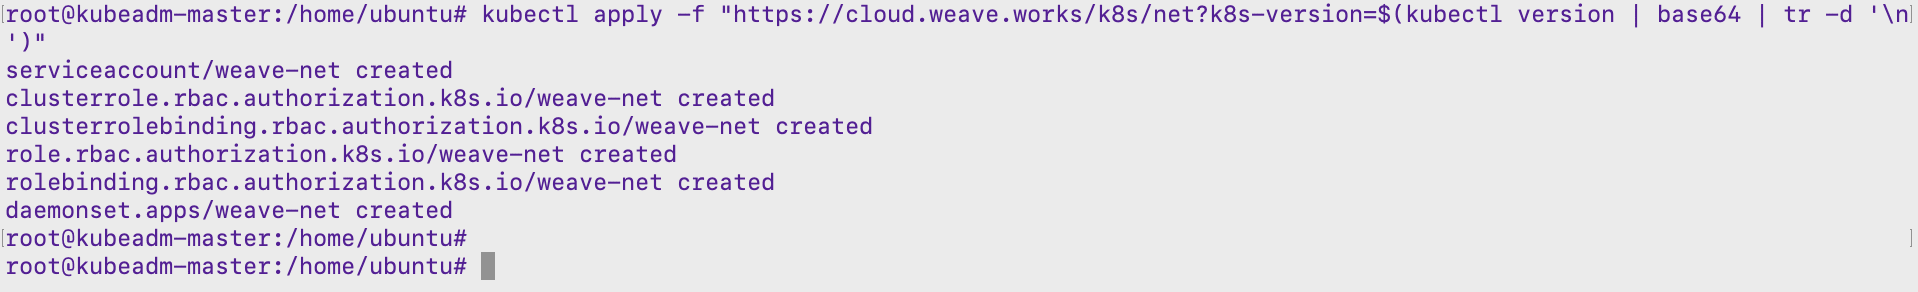 root@kubeadm-master:/home/ubuntu# kubectl apply -f "https://cloud.weave.works/k8s/net?k8s-version=$(kubectl version | base64 | tr -d '\n
')"
serviceaccount/weave-net created
clusterrole.rbac.authorization.k8s.io/weave-net created
clusterrolebinding.rbac.authorization.k8s.io/weave-net created
role.rbac.authorization.k8s.io/weave-net created
rolebinding.rbac.authorization.k8s.io/weave-net created
daemonset.apps/weave-net created
root@kubeadm-master:/home/ubuntu#
root@kubeadm-master:/home/ubuntu#